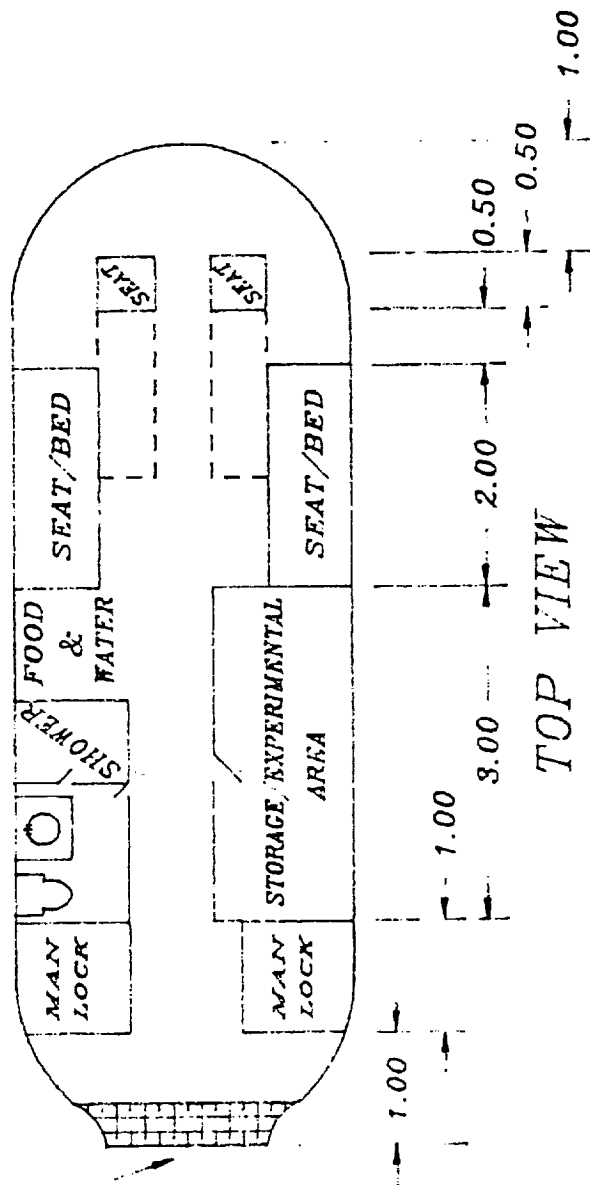 SEAT
SEAT
SEAT/BED
SEAT/BED
FOOD
&
WATER
SHOWER
STORAGE/EXPERIMENTAL
AREA
MAN
LOCK
MAN
LOCK
1.00
0.50
0.50
2.00
3.00
1.00
1.00
TOP VIEW